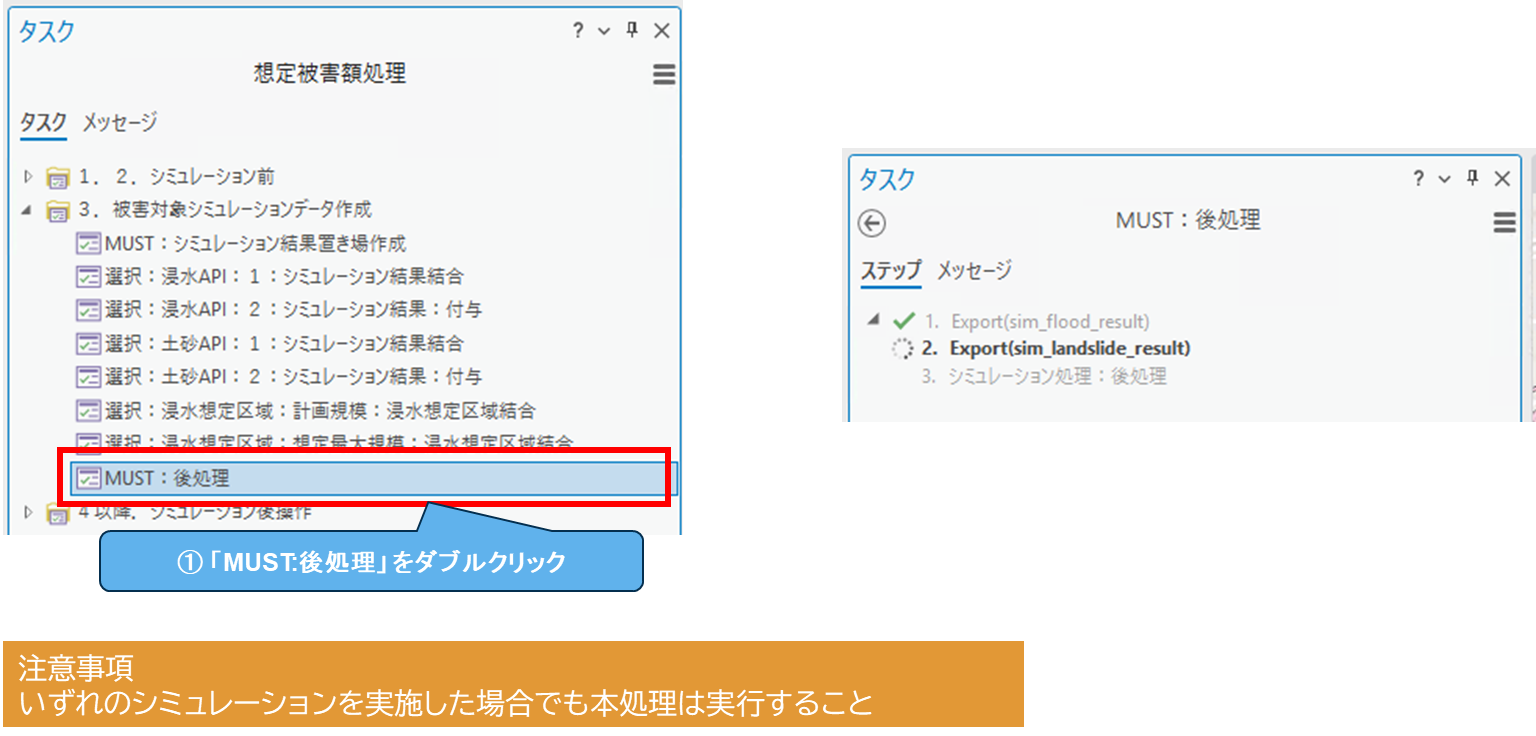 タスク
想定被害額処理
タスク メッセージ
1. 2. シミュレーション前
3. 被害対象シミュレーションデータ作成
MUST：シミュレーション結果置き場作成
選択：浸水API：1：シミュレーション結果結合
選択：浸水API：2：シミュレーション結果：付与
選択：土砂API：1：シミュレーション結果結合
選択：土砂API：2：シミュレーション結果：付与
選択：浸水想定区域：計画規模：浸水想定区域結合
選択：浸水想定区域：想定最大規模：浸水想定区域結合
MUST：後処理
4以降. シミュレーション後操作
①「MUST:後処理」をダブルクリック
タスク
MUST：後処理
ステップ メッセージ
1. Export(sim_flood_result)
2. Export(sim_landslide_result)
3. シミュレーション処理：後処理
注意事項
いずれのシミュレーションを実施した場合でも本処理は実行すること